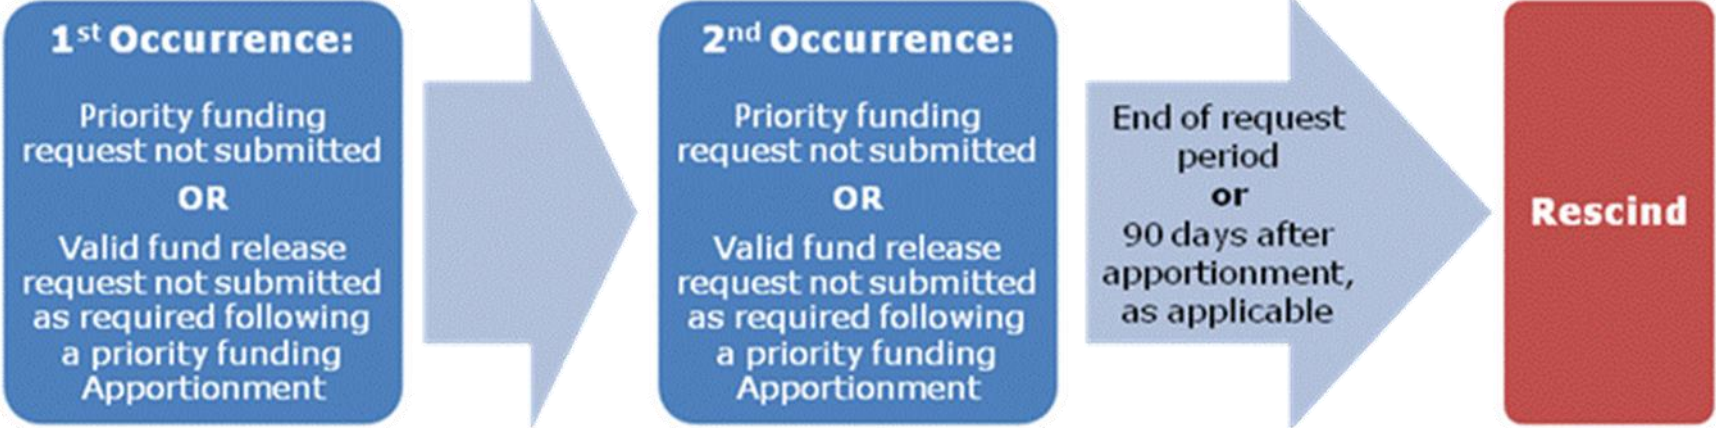 1st Occurrence:
Priority funding
request not submitted
OR
Valid fund release
request not submitted
as required following
a priority funding
Apportionment
2nd Occurrence:
Priority funding
request not submitted
OR
Valid fund release
request not submitted
as required following
a priority funding
Apportionment
End of request
period
or
90 days after
apportionment,
as applicable
Rescind